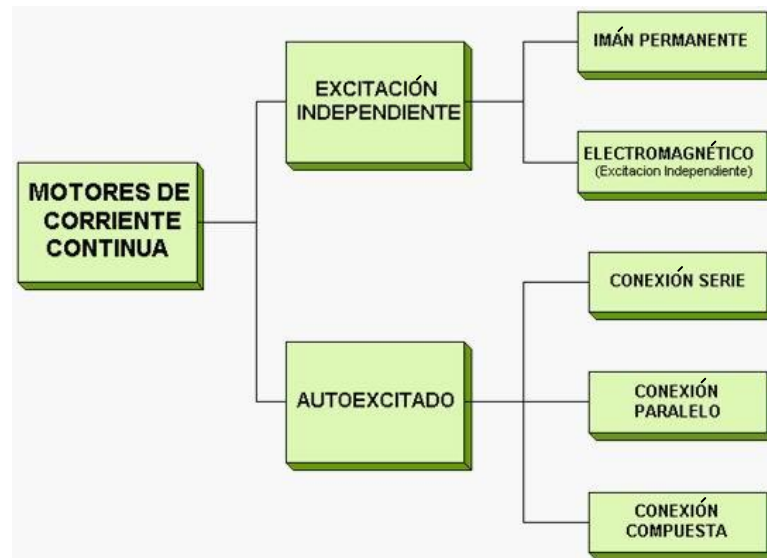 MOTORES DE
CORRIENTE
CONTINUA
EXCITACIÓN
INDEPENDIENTE
IMÁN PERMANENTE
ELECTROMAGNÉTICO
(Excitacion Independiente)
AUTOEXCITADO
CONEXIÓN SERIE
CONEXIÓN
PARALELO
CONEXIÓN
COMPUESTA